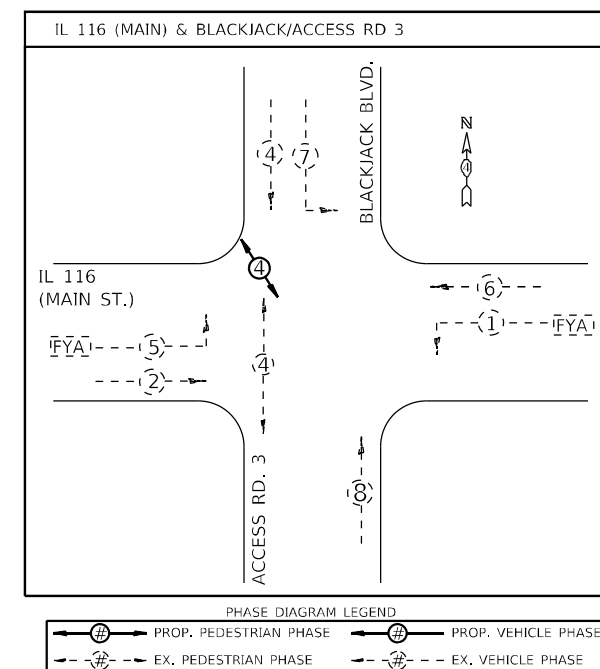 IL 116 (MAIN) & BLACKJACK/ACCESS RD 3
BLACKJACK BLVD.
N
4
4
7
4
IL 116
(MAIN ST.)
6
FYA
5
1
FYA
2
4
ACCESS RD. 3
8
PHASE DIAGRAM LEGEND
# PROP. PEDESTRIAN PHASE # PROP. VEHICLE PHASE
# EX. PEDESTRIAN PHASE # EX. VEHICLE PHASE